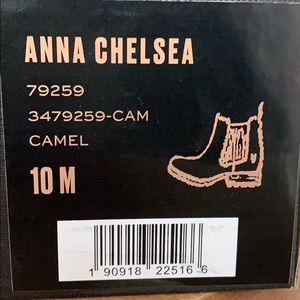 ANNA CHELSEA
79259
3479259-CAM
CAMEL
10 M
1 90918 22516 6